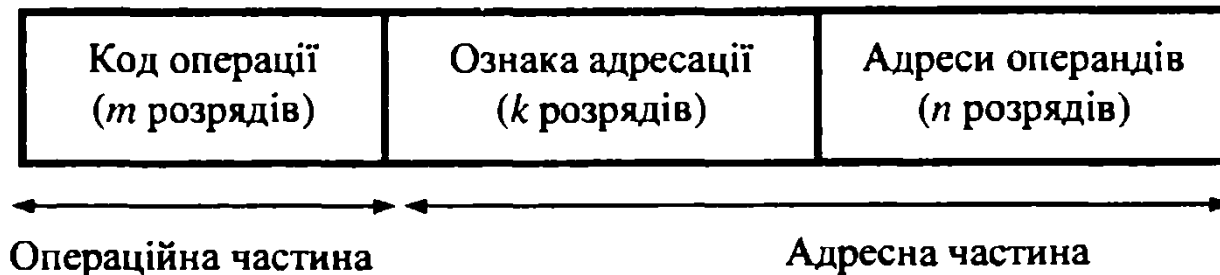 Код операції
(m розрядів)
Ознака адресації
(k розрядів)
Адреси операндів
(n розрядів)
Операційна частина
Адресна частина